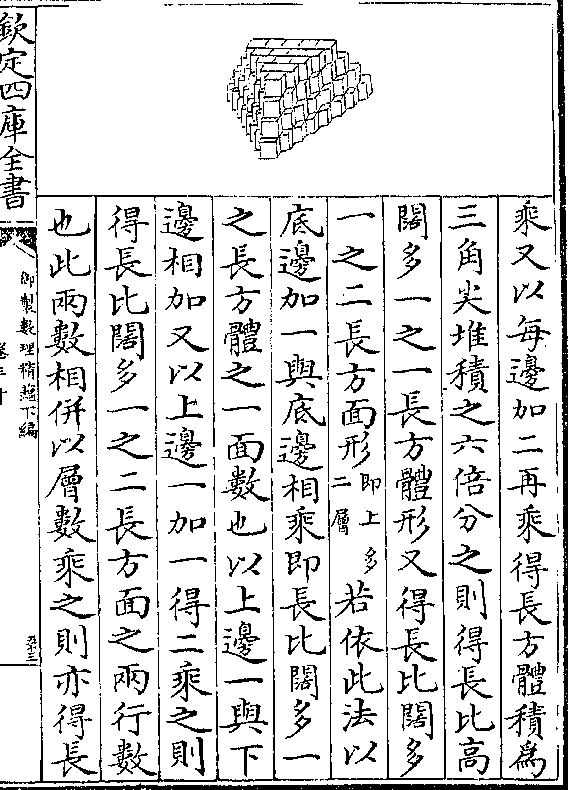 乘又以每邊加二再乘得長方體積為
三角尖堆積之六倍分之則得長比高
闊多一之一長方體形又得長比闊多
一之二長方面形即上多二層若依此法以
底邊加一與底邊相乘即長比闊多一
之長方體之一面數也以上邊一與下
邊相加又以上邊一加一得二乘之則
得長比闊多一之二長方面之兩行數
也此兩數相併以層數乘之則亦得長
欽定四庫全書
御製數理精蘊下編
卷三十